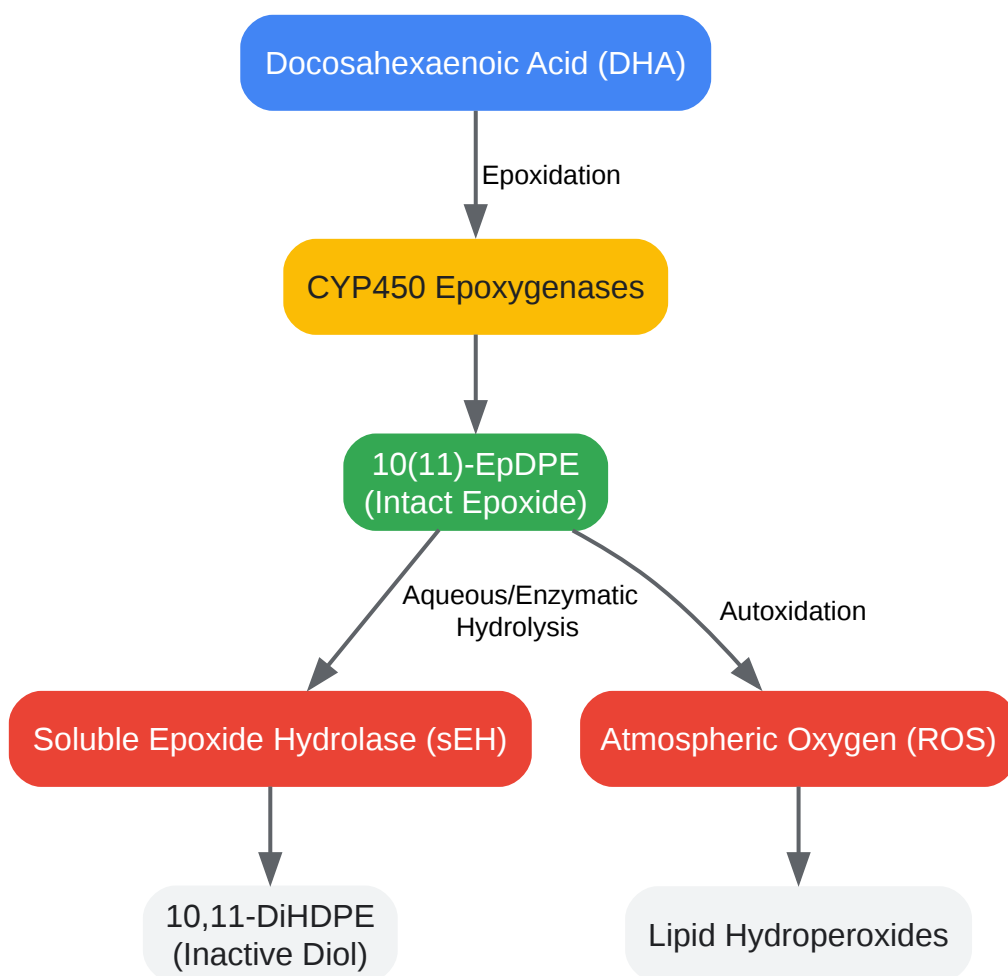 Docosahexaenoic Acid (DHA)
Epoxidation
CYP450 Epoxygenases
10(11)-EpDPE
(Intact Epoxide)
Aqueous/Enzymatic
Hydrolysis
Autoxidation
Soluble Epoxide Hydrolase (sEH)
Atmospheric Oxygen (ROS)
10,11-DiHDPE
(Inactive Diol)
Lipid Hydroperoxides